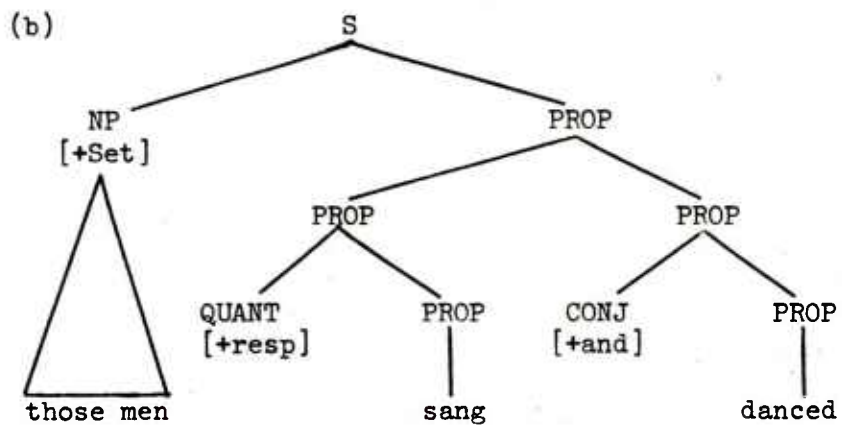 (b) S
NP PROP
[+Set]
PROP PROP
QUANT PROP CONJ PROP
[+resp] [+and]
those men sang danced